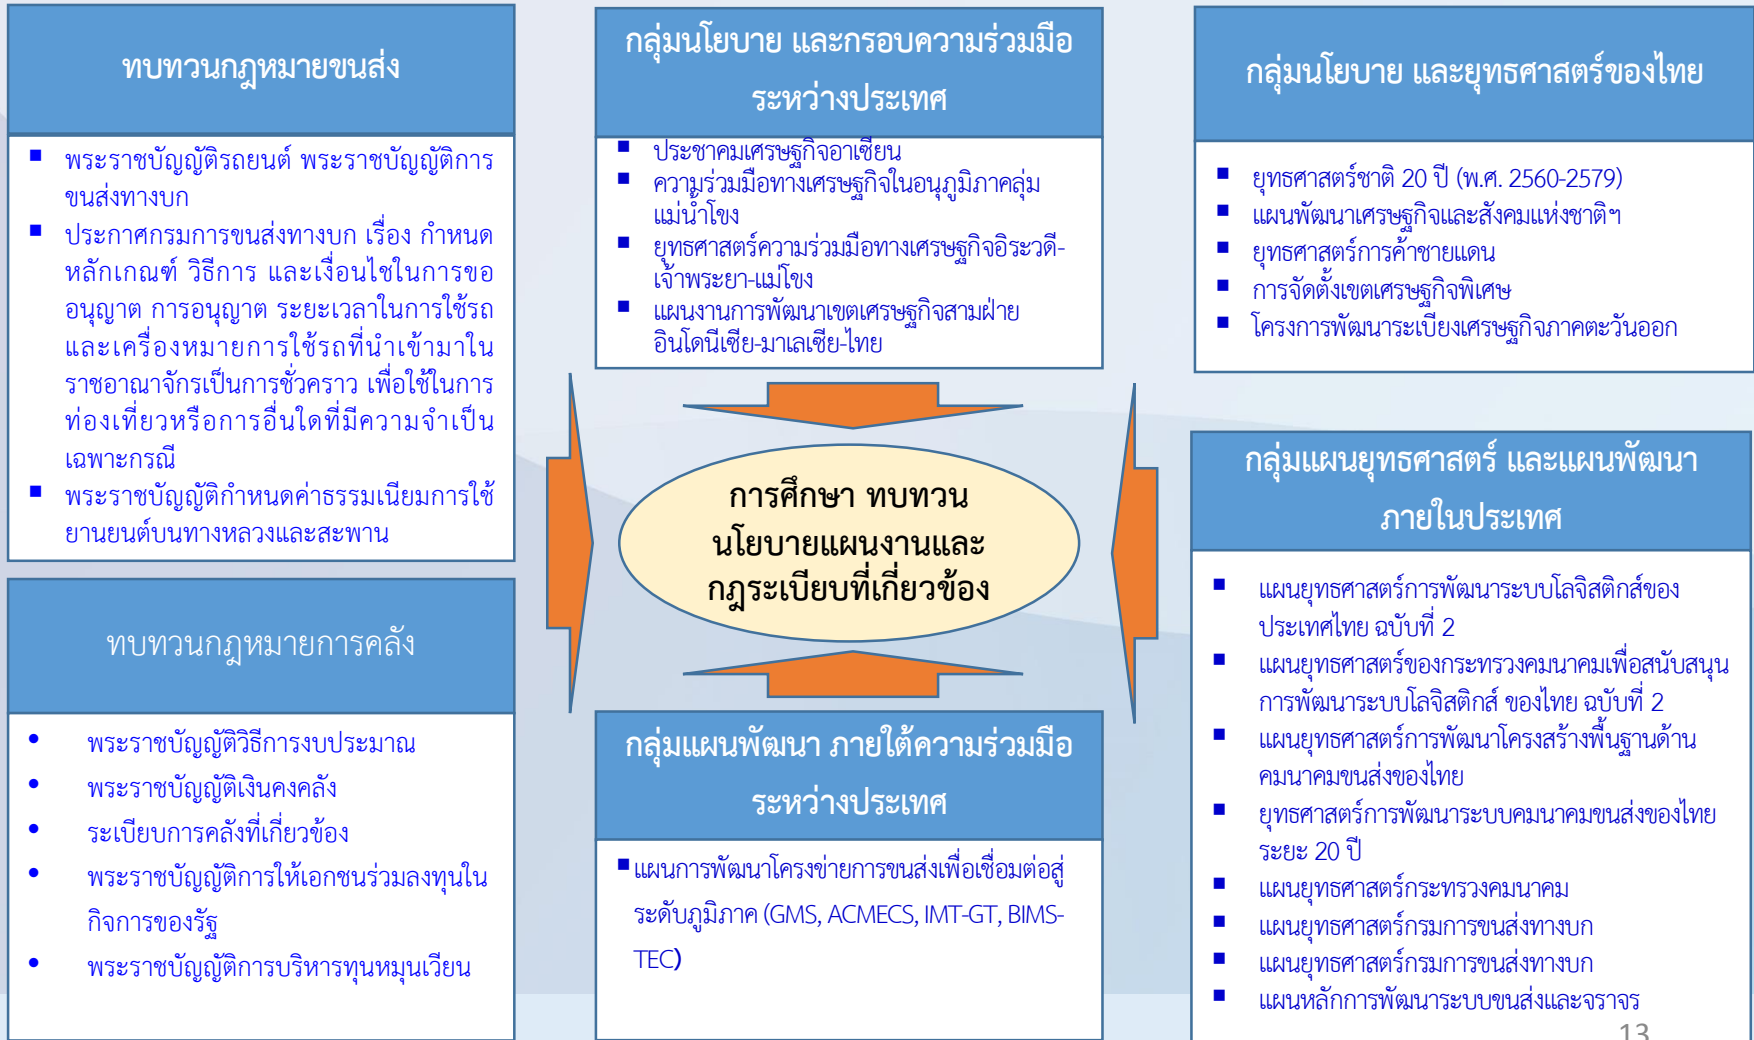 ทบทวนกฎหมายขนส่ง
พระราชบัญญัติรถยนต์ พระราชบัญญัติการ
ขนส่งทางบก
ประกาศกรมการขนส่งทางบก เรื่อง กำหนด
หลักเกณฑ์ วิธีการ และเงื่อนไชในการขอ
อนุญาต การอนุญาต ระยะเวลาในการใช้รถ
และเครื่องหมายการใช้รถที่นำเข้ามาใน
ราชอาณาจักรเป็นการชั่วคราว เพื่อใช้ในการ
ท่องเที่ยวหรือการอื่นใดที่มีความจำเป็น
เฉพาะกรณี
พระราชบัญญัติกำหนดค่าธรรมเนียมการใช้
ยานยนต์บนทางหลวงและสะพาน
ทบทวนกฎหมายการคลัง
พระราชบัญญัติวิธีการงบประมาณ
พระราชบัญญัติเงินคงคลัง
ระเบียบการคลังที่เกี่ยวข้อง
พระราชบัญญัติการให้เอกชนร่วมลงทุนใน
กิจการของรัฐ
พระราชบัญญัติการบริหารทุนหมุนเวียน
กลุ่มนโยบาย และกรอบความร่วมมือ
ระหว่างประเทศ
ประชาคมเศรษฐกิจอาเซียน
ความร่วมมือทางเศรษฐกิจในอนุภูมิภาคลุ่ม
แม่น้ำโขง
ยุทธศาสตร์ความร่วมมือทางเศรษฐกิจอิระวดี-
เจ้าพระยา-แม่โขง
แผนงานการพัฒนาเขตเศรษฐกิจสามฝ่าย
อินโดนีเซีย-มาเลเซีย-ไทย
การศึกษา ทบทวน
นโยบายแผนงานและ
กฎระเบียบที่เกี่ยวข้อง
กลุ่มแผนพัฒนา ภายใต้ความร่วมมือ
ระหว่างประเทศ
แผนการพัฒนาโครงข่ายการขนส่งเพื่อเชื่อมต่อสู่
ระดับภูมิภาค (GMS, ACMECS, IMT-GT, BIMS-
TEC)
กลุ่มนโยบาย และยุทธศาสตร์ของไทย
ยุทธศาสตร์ชาติ 20 ปี (พ.ศ. 2560-2579)
แผนพัฒนาเศรษฐกิจและสังคมแห่งชาติฯ
ยุทธศาสตร์การค้าชายแดน
การจัดตั้งเขตเศรษฐกิจพิเศษ
โครงการพัฒนาระเบียงเศรษฐกิจภาคตะวันออก
กลุ่มแผนยุทธศาสตร์ และแผนพัฒนา
ภายในประเทศ
แผนยุทธศาสตร์การพัฒนาระบบโลจิสติกส์ของ
ประเทศไทย ฉบับที่ 2
แผนยุทธศาสตร์ของกระทรวงคมนาคมเพื่อสนับสนุน
การพัฒนาระบบโลจิสติกส์ ของไทย ฉบับที่ 2
แผนยุทธศาสตร์การพัฒนาโครงสร้างพื้นฐานด้าน
คมนาคมขนส่งของไทย
ยุทธศาสตร์การพัฒนาระบบคมนาคมขนส่งของไทย
ระยะ 20 ปี
แผนยุทธศาสตร์กระทรวงคมนาคม
แผนยุทธศาสตร์กรมการขนส่งทางบก
แผนยุทธศาสตร์กรมการขนส่งทางบก
แผนหลักการพัฒนาระบบขนส่งและจราจร
13